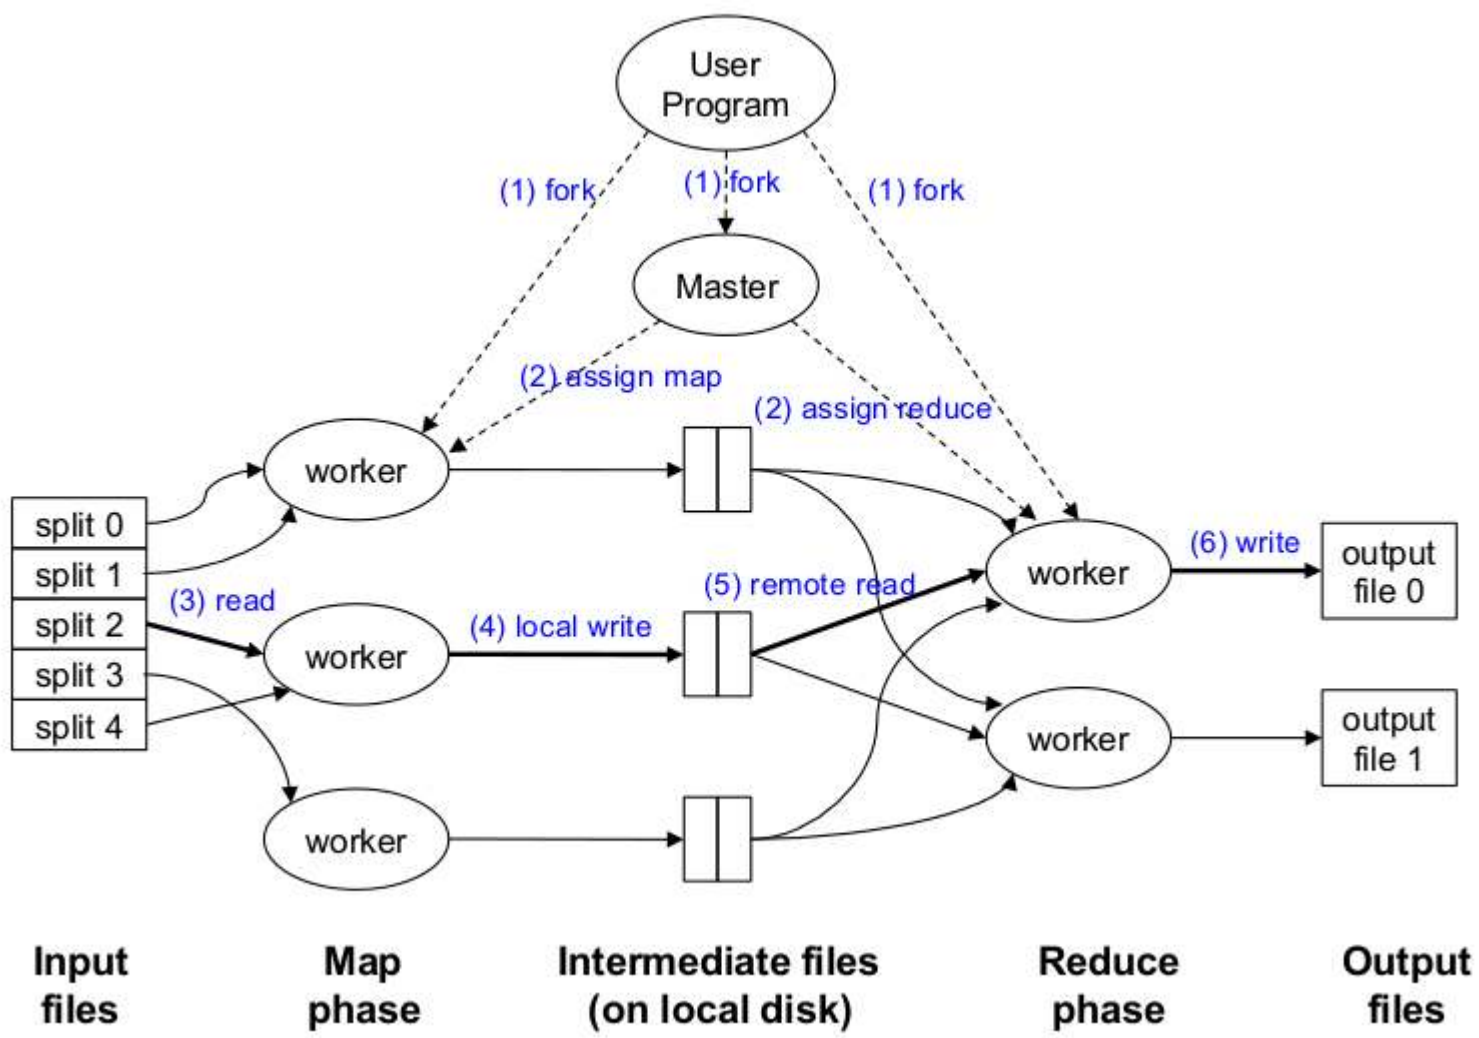 User
Program
(1) fork
(1) fork
(1) fork
Master
(2) assign map
(2) assign reduce
worker
split 0
split 1
split 2
split 3
split 4
(3) read
worker
(4) local write
(5) remote read
worker
(6) write
output
file 0
worker
output
file 1
worker
Input
files
Map
phase
Intermediate files
(on local disk)
Reduce
phase
Output
files